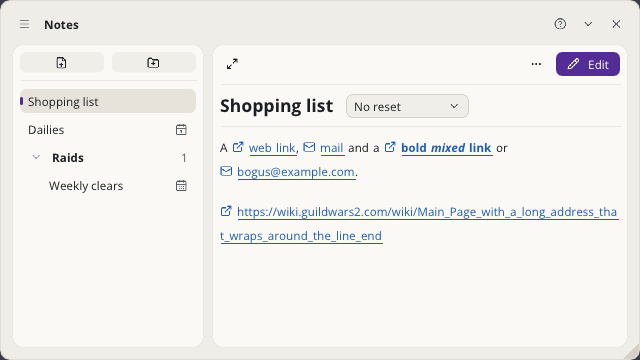 Notes
Edit
Shopping list
Dailies
Raids 1
Weekly clears
Shopping list No reset
A web link, mail and a bold mixed link or
bogus@example.com.
https://wiki.guildwars2.com/wiki/Main_Page_with_a_long_address_tha
t_wraps_around_the_line_end